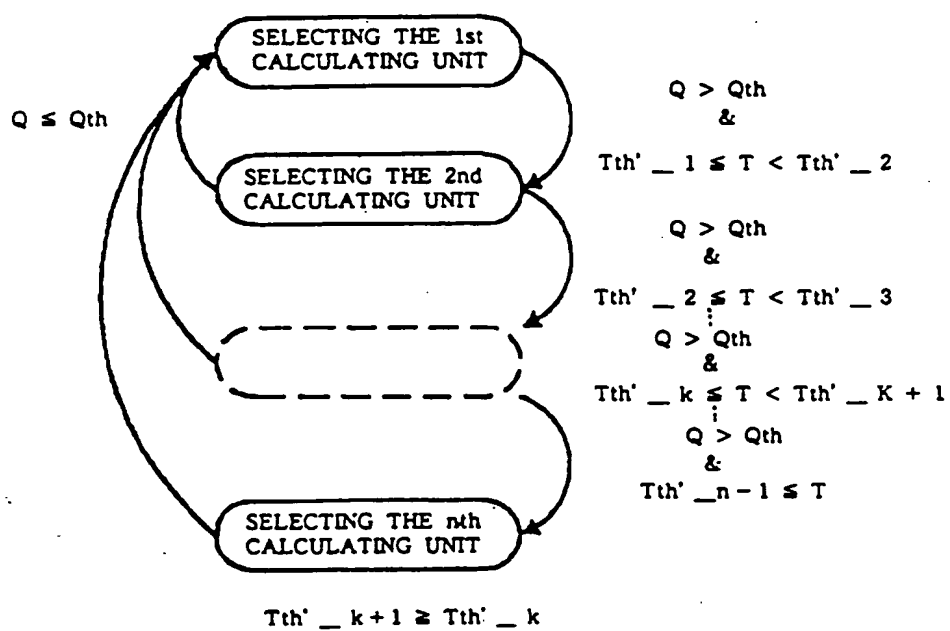 SELECTING THE 1st
CALCULATING UNIT
Q ≦ Qth
Q > Qth
&
Tth' _ 1 ≦ T < Tth' _ 2
SELECTING THE 2nd
CALCULATING UNIT
Q > Qth
&
Tth' _ 2 ≦ T < Tth' _ 3
Q > Qth
&
Tth' _ k ≦ T < Tth' _ K + 1
Q > Qth
&
Tth' _ n - 1 ≦ T
SELECTING THE nth
CALCULATING UNIT
Tth' _ k + 1 ≧ Tth' _ k